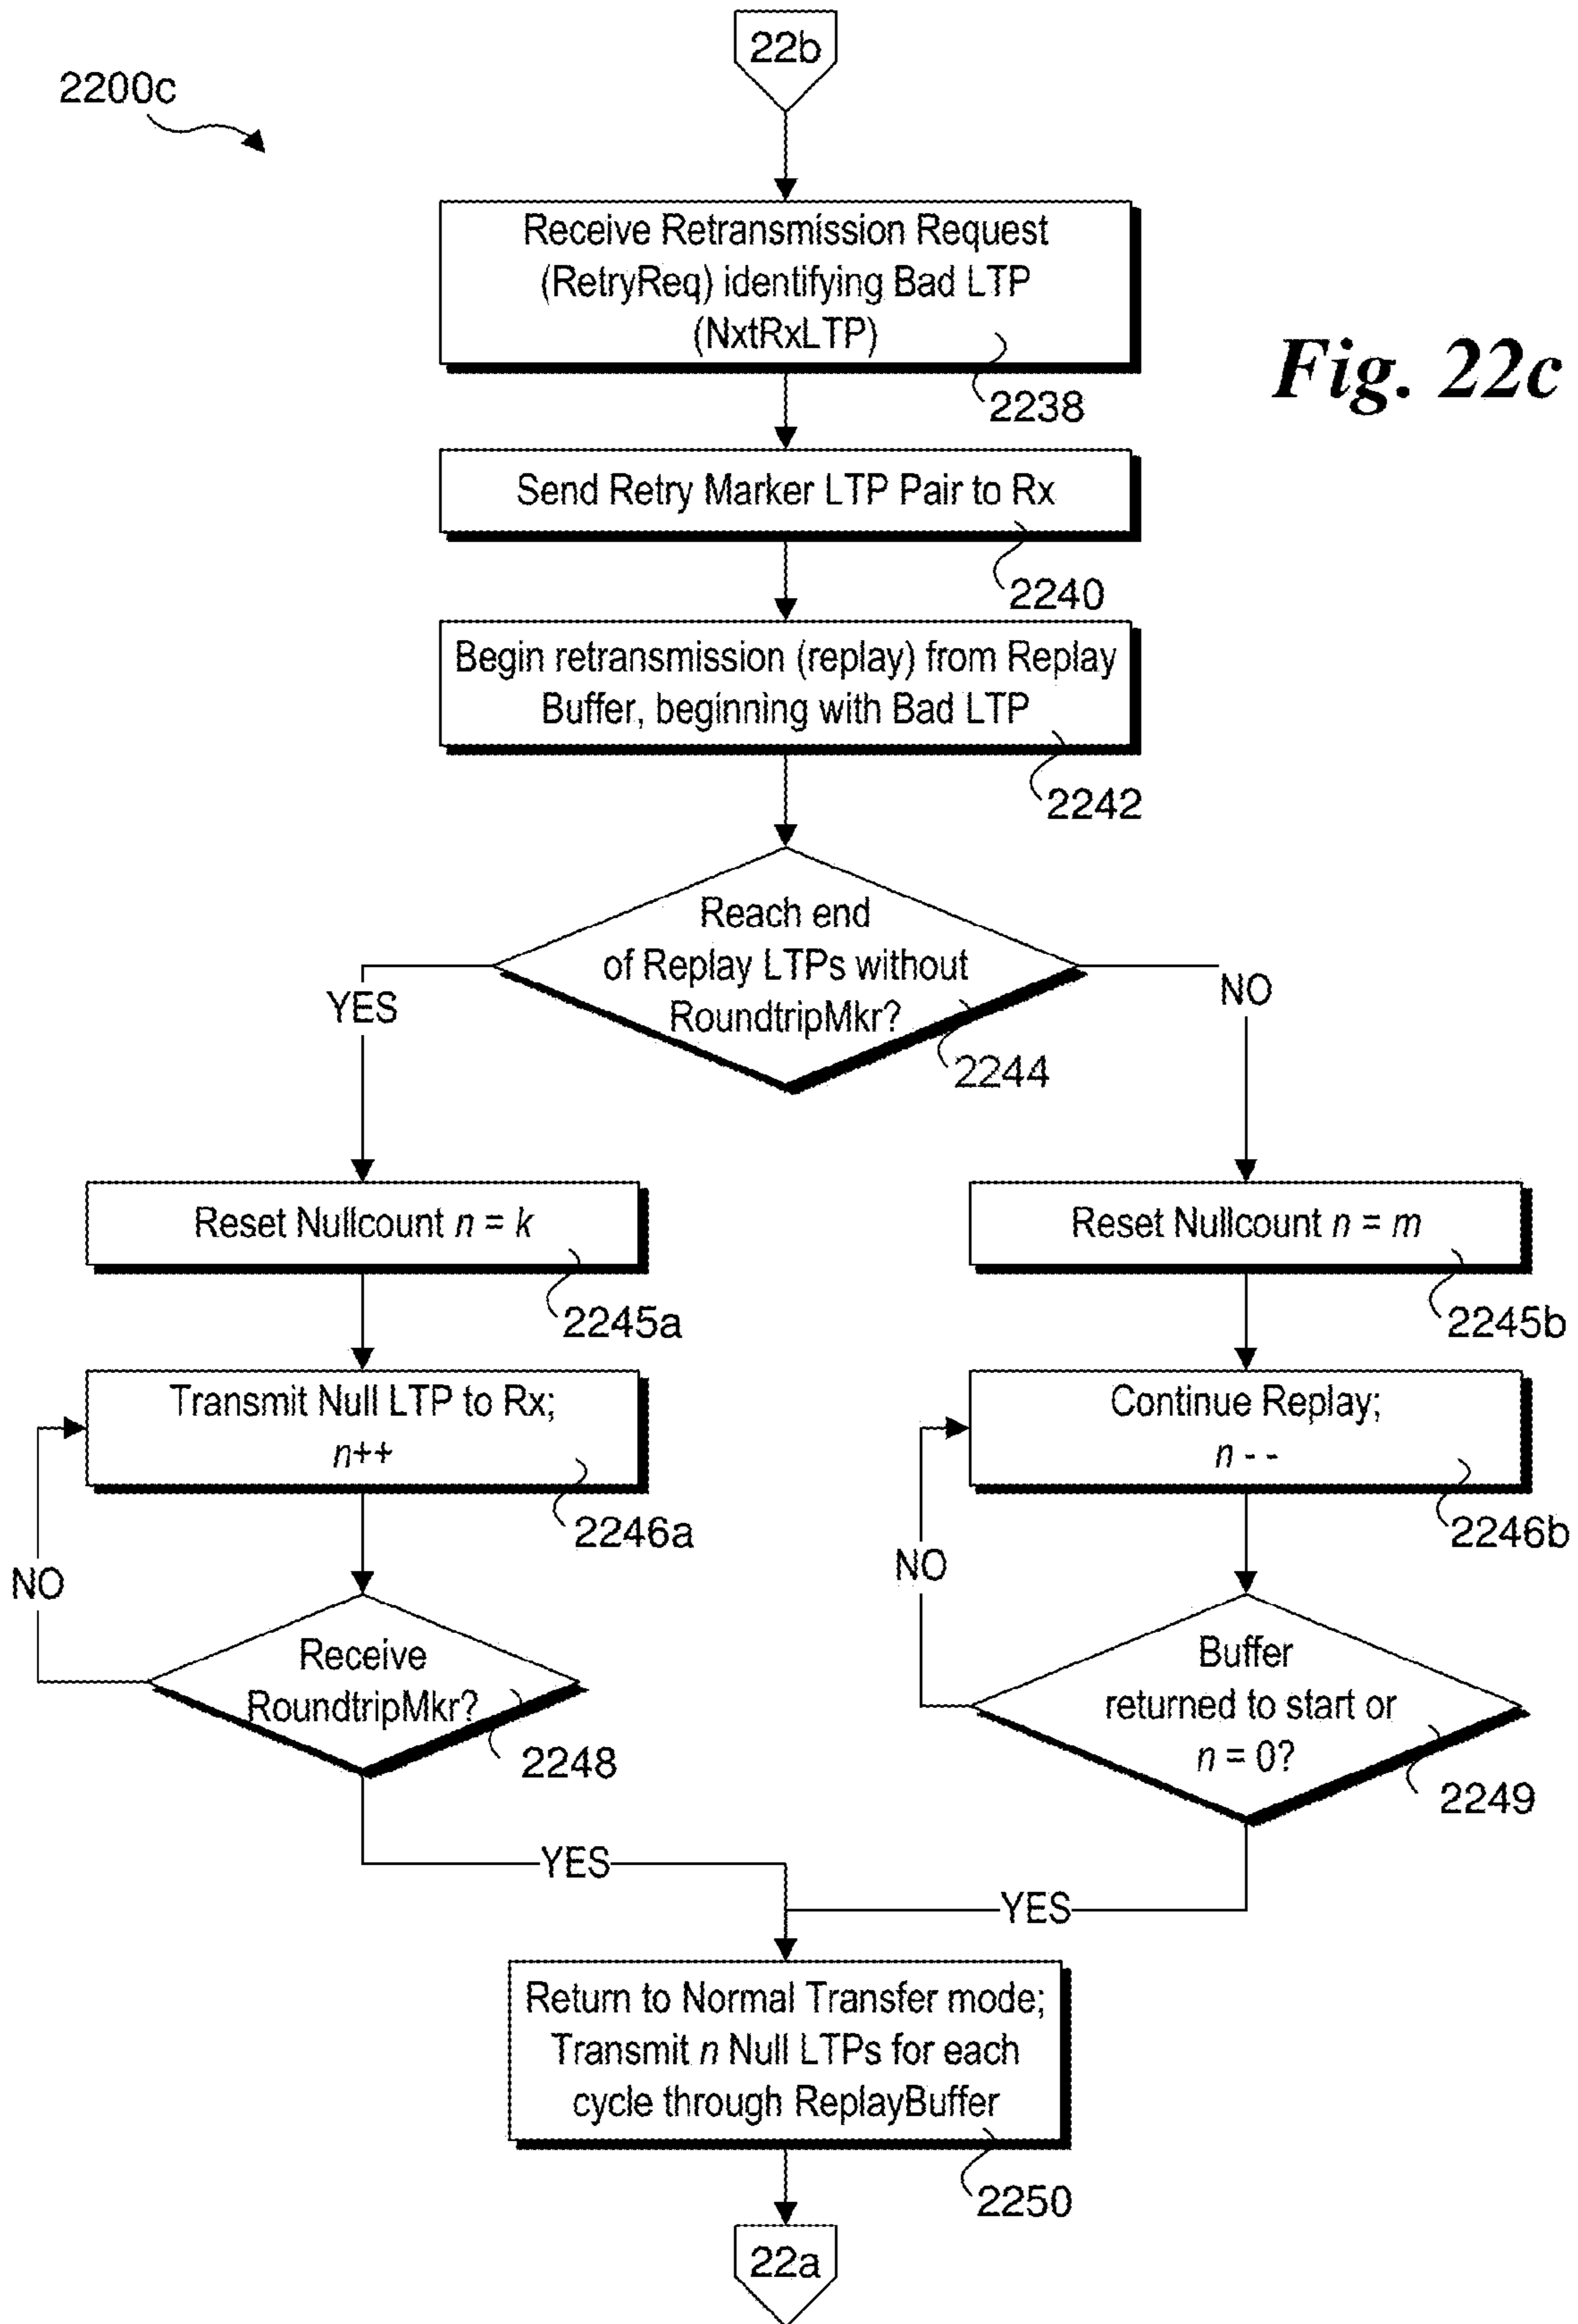 22b
2200c
Receive Retransmission Request
(RetryReq) identifying Bad LTP
(NxtRxLTP)
2238
Fig. 22c
Send Retry Marker LTP Pair to Rx
2240
Begin retransmission (replay) from Replay
Buffer, beginning with Bad LTP
2242
Reach end
of Replay LTPs without
RoundtripMkr?
2244
YES
NO
Reset Nullcount n = k
2245a
Reset Nullcount n = m
2245b
Transmit Null LTP to Rx;
n++
2246a
Continue Replay;
n - -
2246b
NO
NO
Receive
RoundtripMkr?
2248
Buffer
returned to start or
n = 0?
2249
YES
YES
Return to Normal Transfer mode;
Transmit n Null LTPs for each
cycle through ReplayBuffer
2250
22a